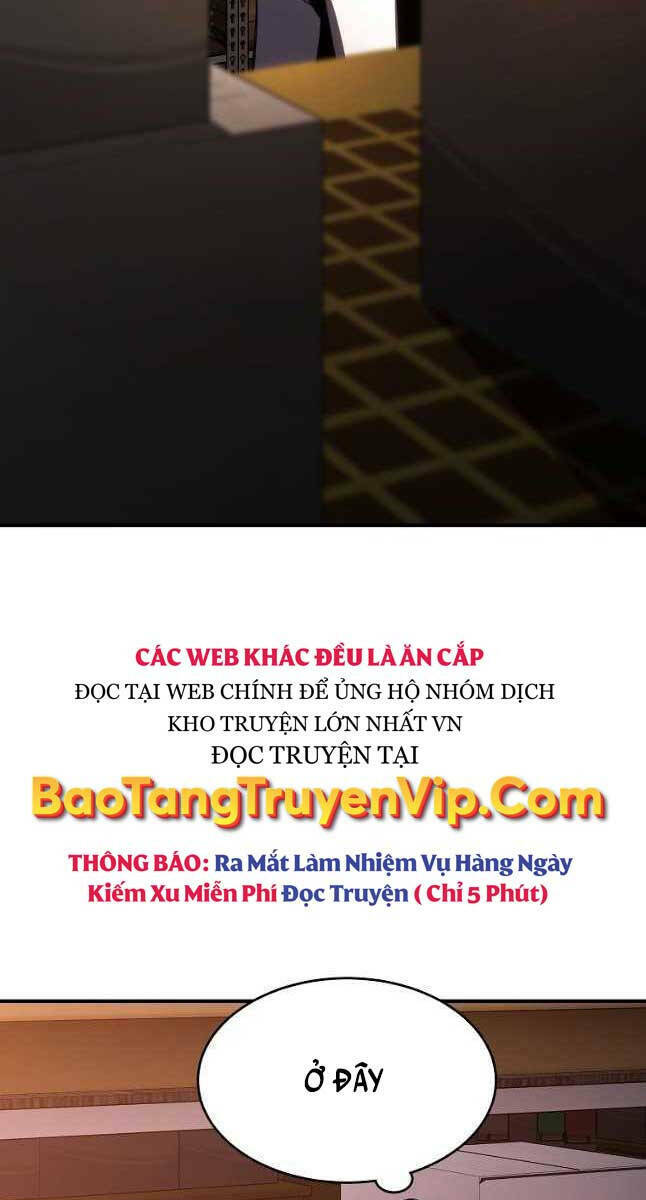 CÁC WEB KHÁC ĐỀU LÀ ĂN CẮP
ĐỌC TẠI WEB CHÍNH ĐỂ ỦNG HỘ NHÓM DỊCH
KHO TRUYỆN LỚN NHẤT VN
ĐỌC TRUYỆN TẠI
BaoTangTruyenVip.Com
THÔNG BÁO: Ra Mắt Làm Nhiệm Vụ Hàng Ngày
Kiếm Xu Miễn Phí Đọc Truyện ( Chỉ 5 Phút)
Ở ĐÂY